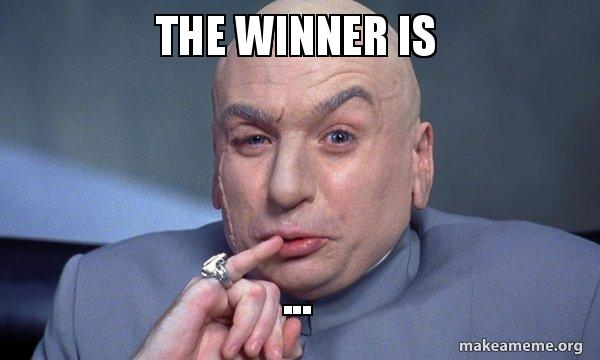 THE WINNER IS
...
makeameme.org